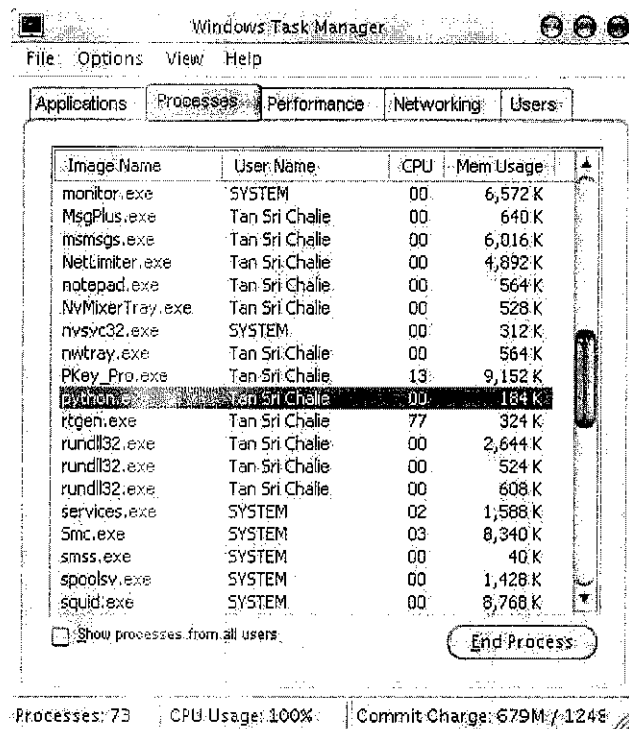 Windows Task Manager
File Options View Help
Applications Processes Performance Networking Users
Image Name User Name CPU Mem Usage
monitor.exe SYSTEM 00 6,572 K
MsgPlus.exe Tan Sri Chalie 00 640 K
msmsgs.exe Tan Sri Chalie 00 6,016 K
NetLimiter.exe Tan Sri Chalie 00 4,892 K
notepad.exe Tan Sri Chalie 00 564 K
NvMixerTray.exe Tan Sri Chalie 00 528 K
nvsvc32.exe SYSTEM 00 312 K
nwtray.exe Tan Sri Chalie 00 564 K
PKey_Pro.exe Tan Sri Chalie 13 9,152 K
python.exe Tan Sri Chalie 00 184 K
rtgen.exe Tan Sri Chalie 77 324 K
rundll32.exe Tan Sri Chalie 00 2,644 K
rundll32.exe Tan Sri Chalie 00 524 K
rundll32.exe Tan Sri Chalie 00 608 K
services.exe SYSTEM 02 1,588 K
Smc.exe SYSTEM 03 8,340 K
smss.exe SYSTEM 00 40 K
spoolsv.exe SYSTEM 00 1,428 K
squid.exe SYSTEM 00 8,768 K
Show processes from all users
End Process
Processes: 73 CPU Usage: 100% Commit Charge: 679M / 1248